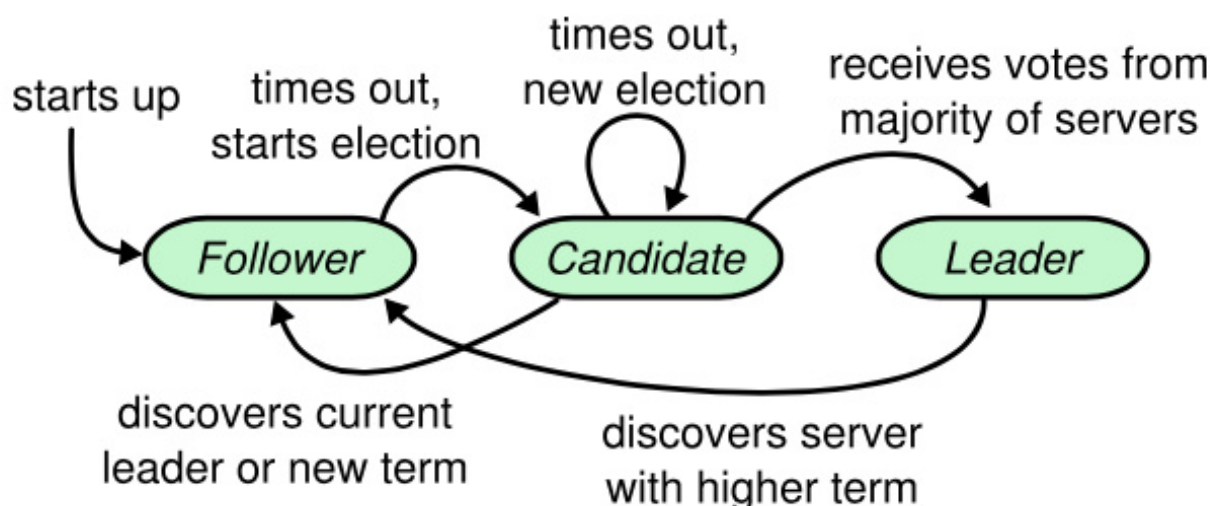 starts up
times out,
starts election
times out,
new election
receives votes from
majority of servers
Follower
Candidate
Leader
discovers current
leader or new term
discovers server
with higher term